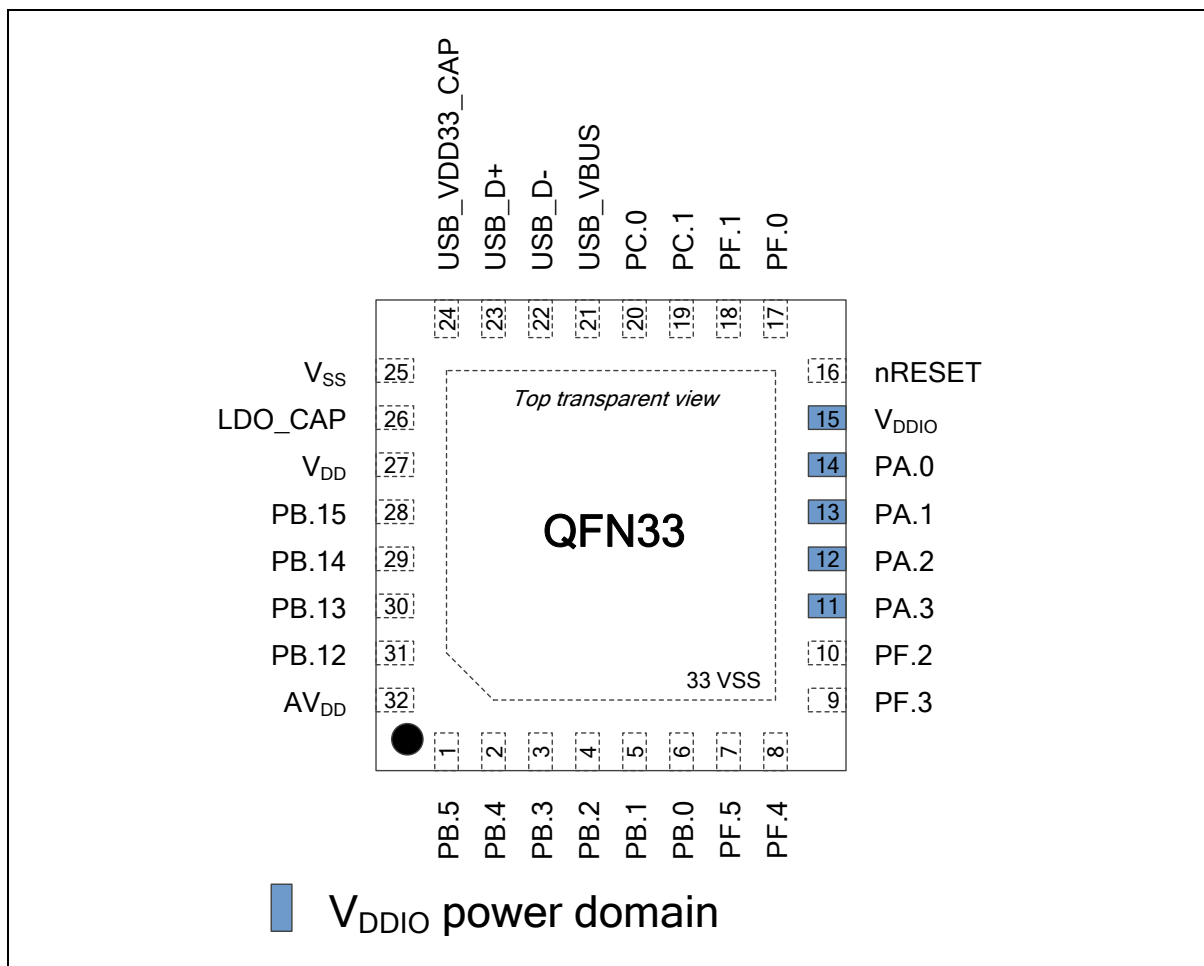 USB_VDD33_CAP
USB_D+
USB_D-
USB_VBUS
PC.0
PC.1
PF.1
PF.0
24
23
22
21
20
19
18
17
VSS 25
LDO_CAP 26
VDD 27
PB.15 28
PB.14 29
PB.13 30
PB.12 31
AVDD 32
Top transparent view
QFN33
33 VSS
16 nRESET
15 VDDIO
14 PA.0
13 PA.1
12 PA.2
11 PA.3
10 PF.2
9 PF.3
1
2
3
4
5
6
7
8
PB.5
PB.4
PB.3
PB.2
PB.1
PB.0
PF.5
PF.4
VDDIO power domain